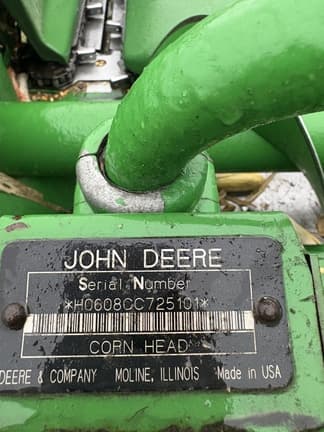 JOHN DEERE
Serial Number
*H0608CC725101*
CORN HEAD
DEERE & COMPANY MOLINE, ILLINOIS Made in USA